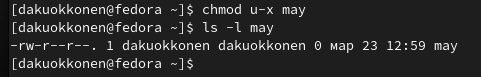 [dakuokkonen@fedora ~]$ chmod u-x may
[dakuokkonen@fedora ~]$ ls -l may
-rw-r--r--. 1 dakuokkonen dakuokkonen 0 мар 23 12:59 may
[dakuokkonen@fedora ~]$